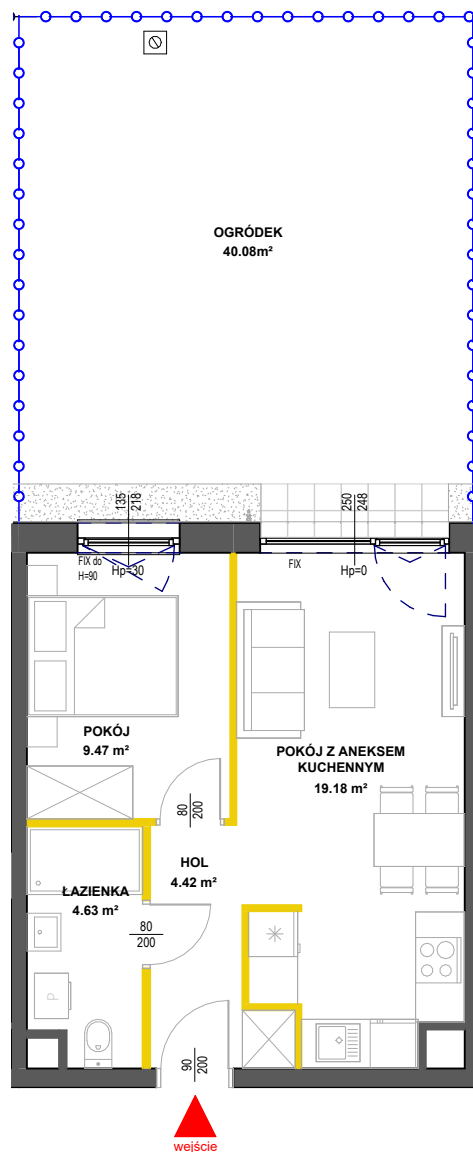 OGRÓDEK
40.08m²
135
218
250
248
FIX do
H=90
Hp=30
FIX
Hp=0
POKÓJ
9.47 m²
POKÓJ Z ANEKSEM
KUCHENNYM
19.18 m²
80
200
HOL
4.42 m²
ŁAZIENKA
4.63 m²
80
200
P
90
200
wejście